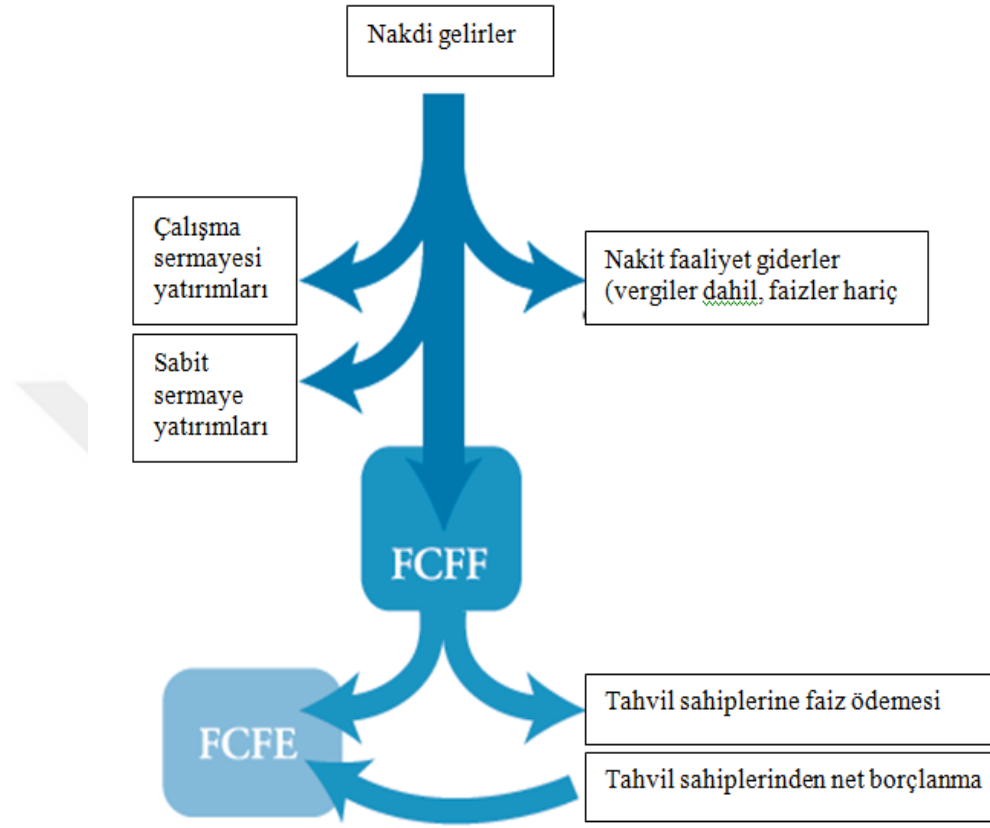 Nakdi gelirler
Çalışma
sermayesi
yatırımları
Nakit faaliyet giderler
(vergiler dahil, faizler hariç
Sabit
sermaye
yatırımları
FCFF
Tahvil sahiplerine faiz ödemesi
FCFE
Tahvil sahiplerinden net borçlanma